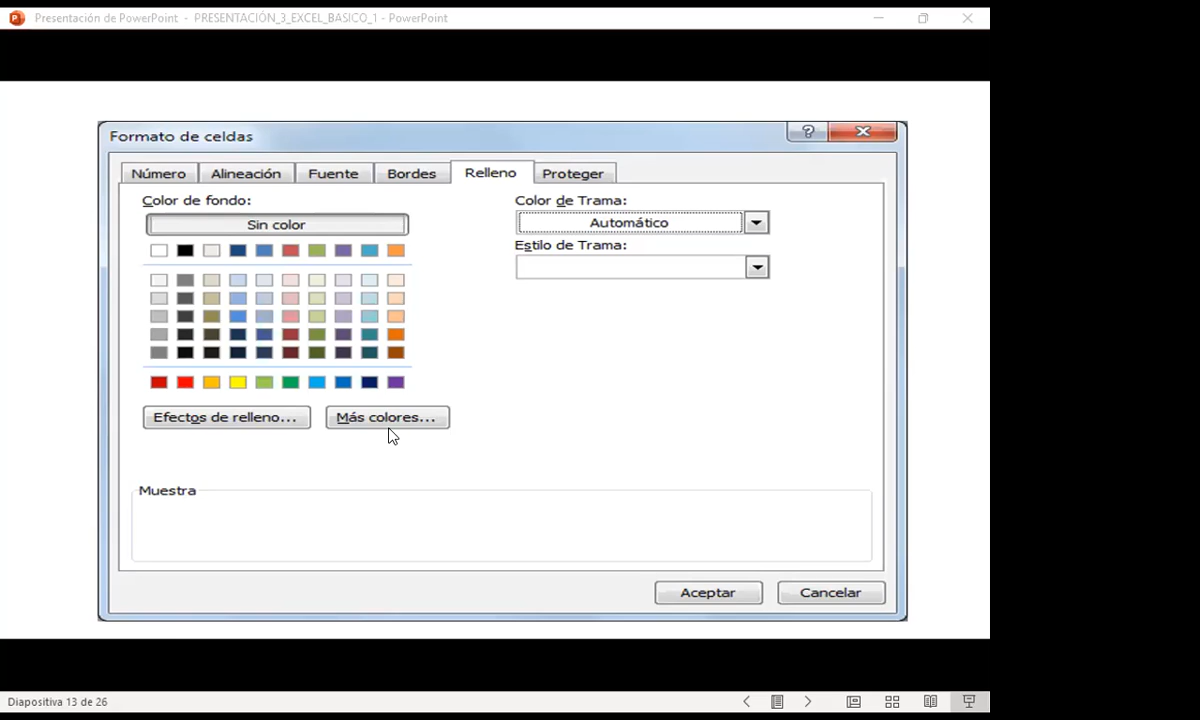 Presentación de PowerPoint - PRESENTACIÓN_3_EXCEL_BASICO_1 - PowerPoint
Formato de celdas
Número Alineación Fuente Bordes Relleno Proteger
Color de fondo:
Sin color
Color de Trama:
Automático
Estilo de Trama:
Efectos de relleno... Más colores...
Muestra
Aceptar Cancelar
Diapositiva 13 de 26